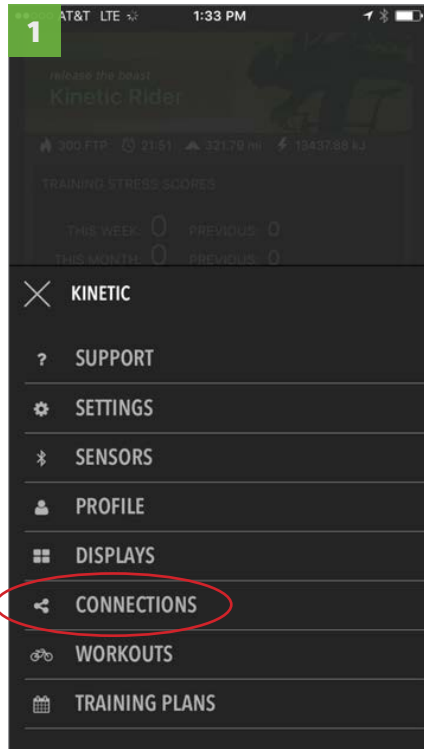 1
AT&T LTE 1:33 PM
release the beast
Kinetic Rider
300 FTP 21:51 321.79 mi 13437.68 kJ
TRAINING STRESS SCORES
THIS WEEK: 0 PREVIOUS: 0
THIS MONTH: 0 PREVIOUS: 0
KINETIC
? SUPPORT
SETTINGS
SENSORS
PROFILE
DISPLAYS
CONNECTIONS
WORKOUTS
TRAINING PLANS